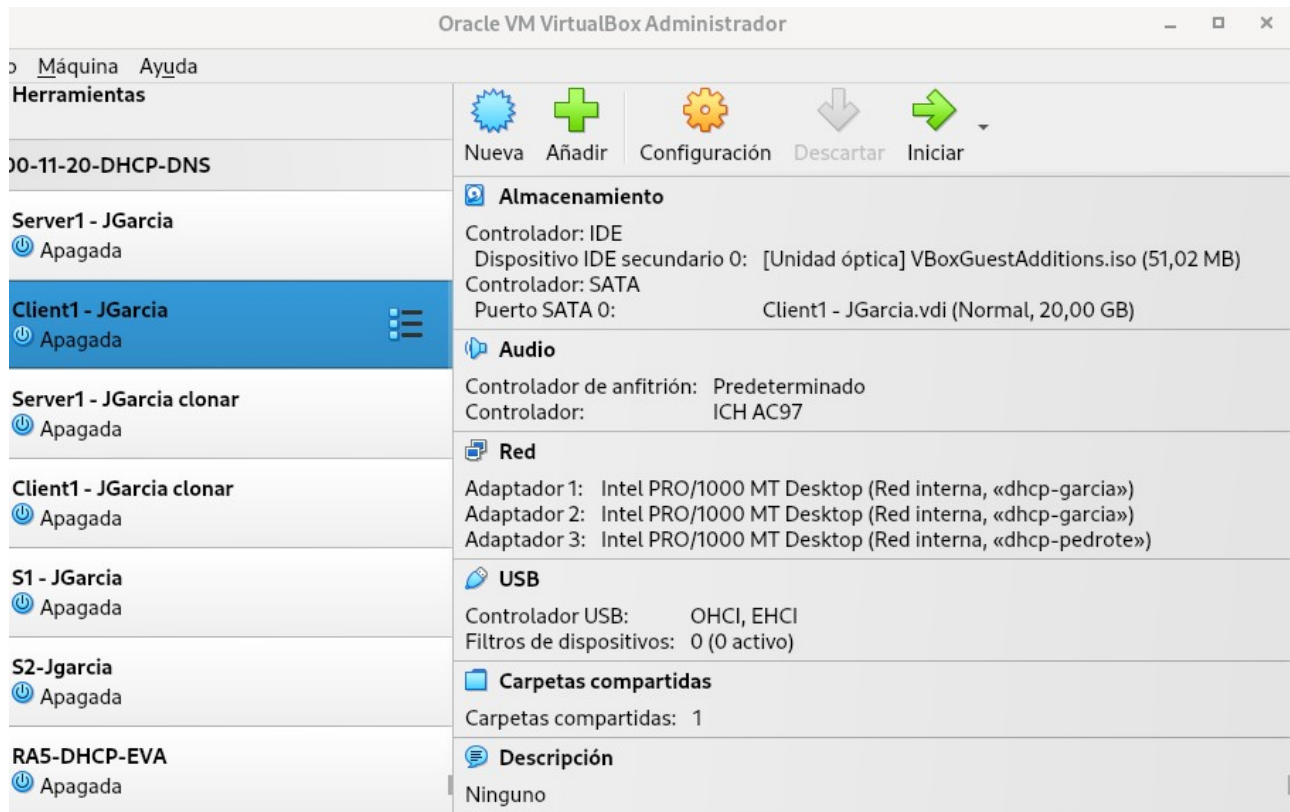 Oracle VM VirtualBox Administrador
o Máquina Ayuda
Herramientas
00-11-20-DHCP-DNS
Server1 - JGarcia
Apagada
Client1 - JGarcia
Apagada
Server1 - JGarcia clonar
Apagada
Client1 - JGarcia clonar
Apagada
S1 - JGarcia
Apagada
S2-Jgarcia
Apagada
RA5-DHCP-EVA
Apagada
Nueva Añadir Configuración Descartar Iniciar
Almacenamiento
Controlador: IDE
Dispositivo IDE secundario 0: [Unidad óptica] VBoxGuestAdditions.iso (51,02 MB)
Controlador: SATA
Puerto SATA 0: Client1 - JGarcia.vdi (Normal, 20,00 GB)
Audio
Controlador de anfitrión: Predeterminado
Controlador: ICH AC97
Red
Adaptador 1: Intel PRO/1000 MT Desktop (Red interna, «dhcp-garcia»)
Adaptador 2: Intel PRO/1000 MT Desktop (Red interna, «dhcp-garcia»)
Adaptador 3: Intel PRO/1000 MT Desktop (Red interna, «dhcp-pedrote»)
USB
Controlador USB: OHCI, EHCI
Filtros de dispositivos: 0 (0 activo)
Carpetas compartidas
Carpetas compartidas: 1
Descripción
Ninguno